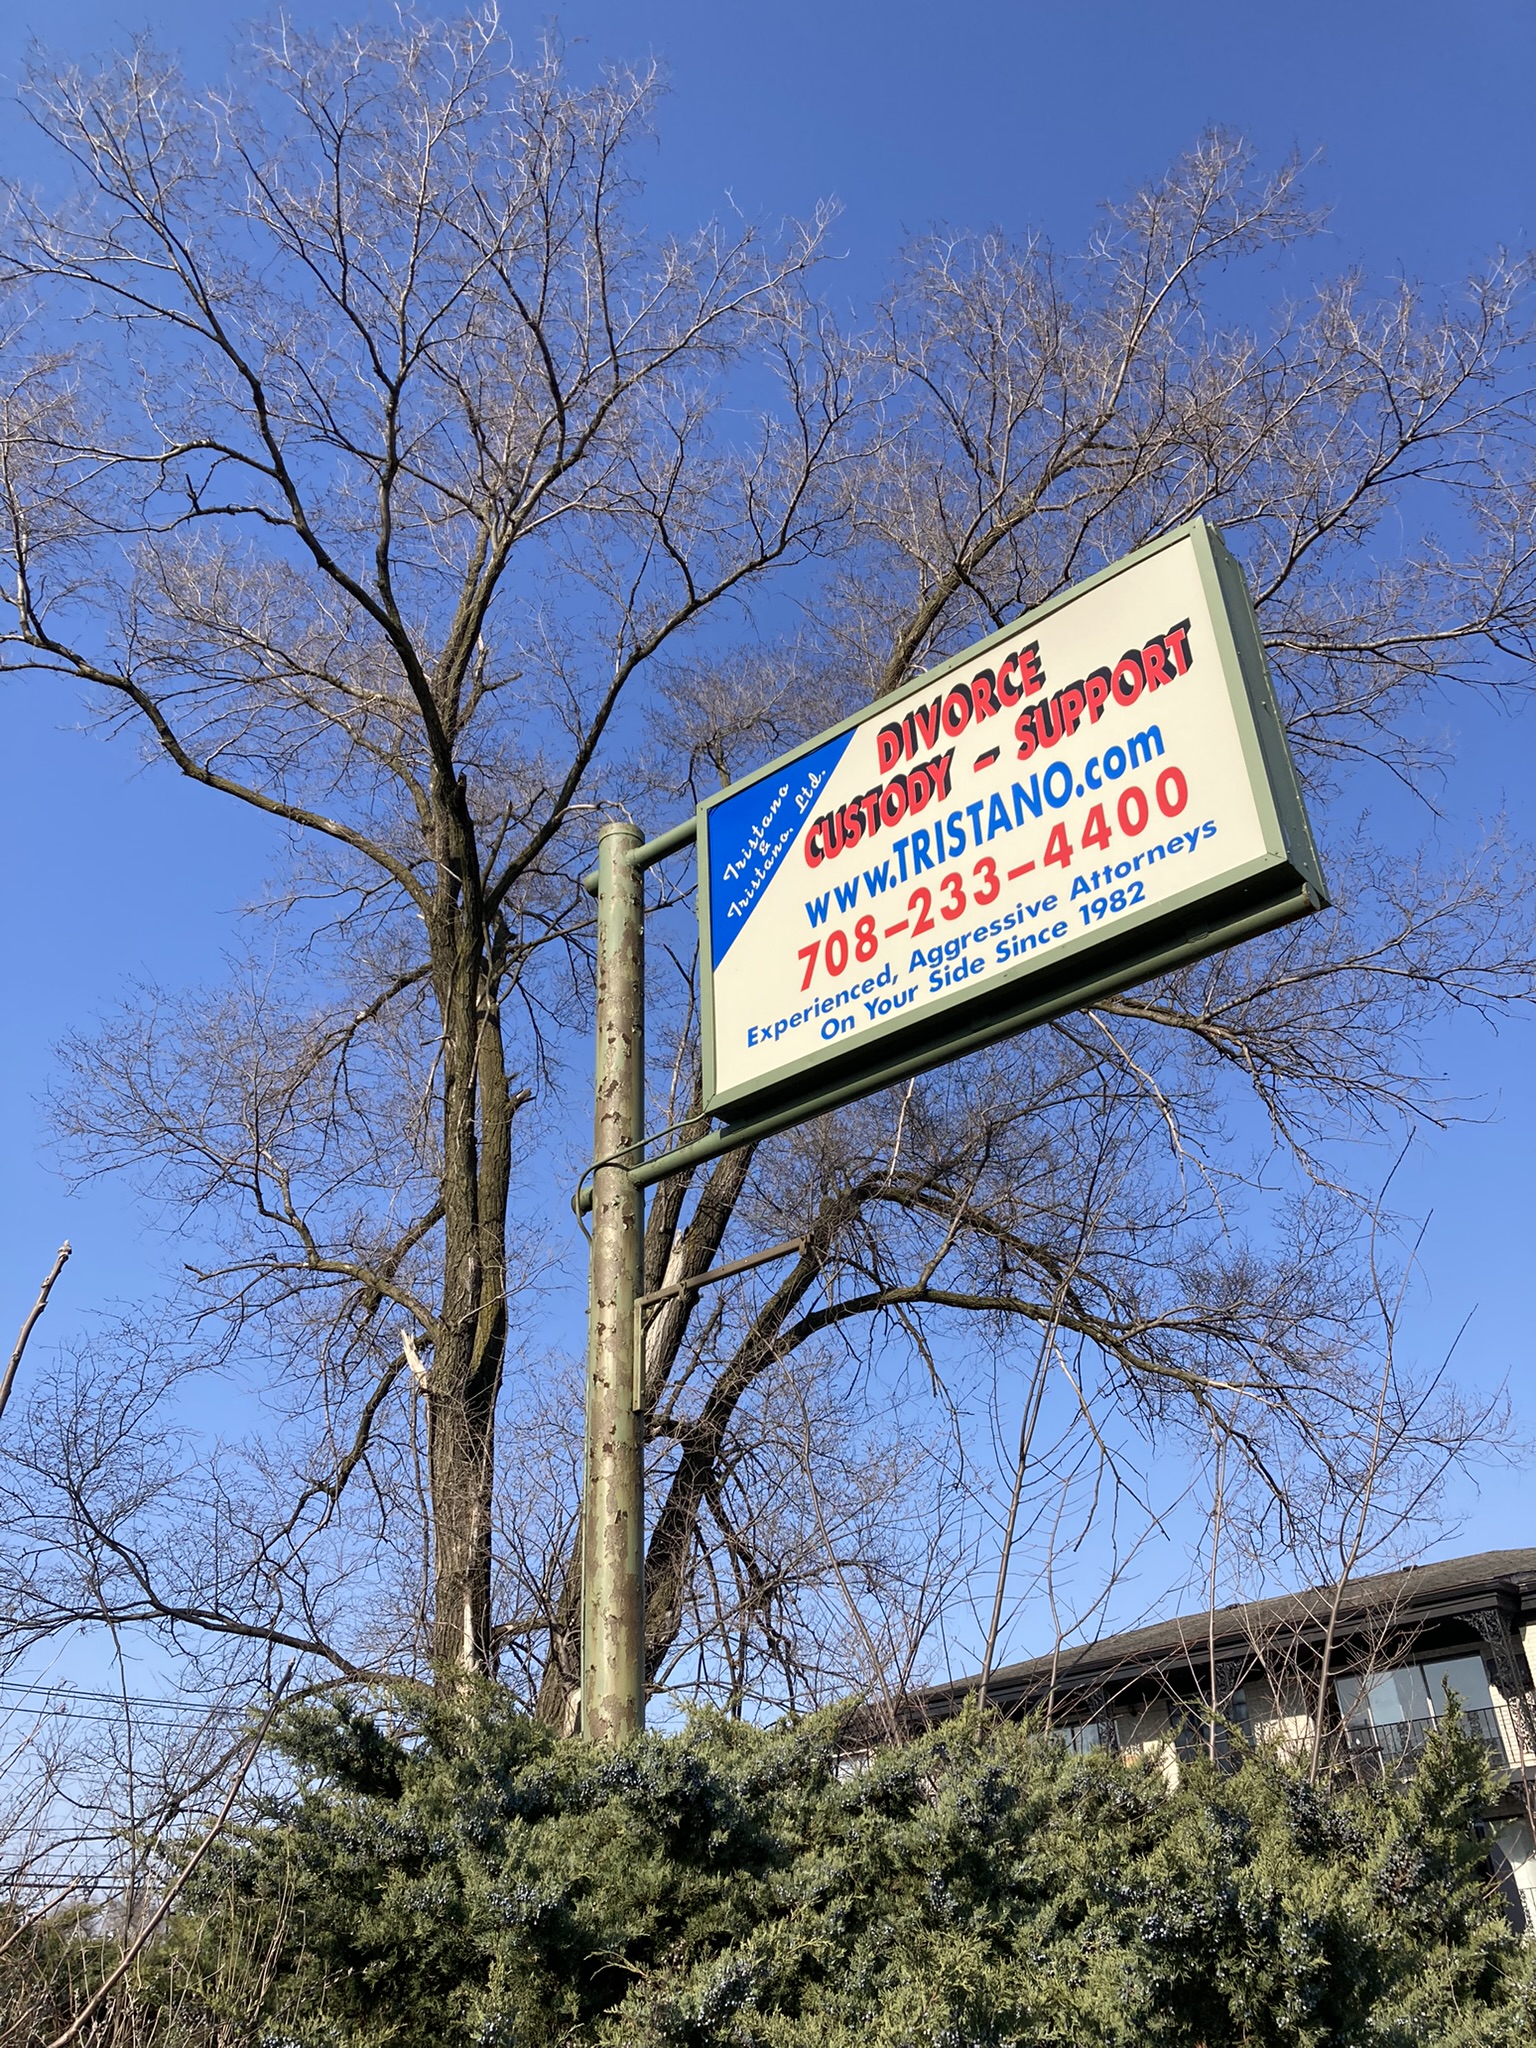 Tristano
&
Tristano. Ltd.
DIVORCE
CUSTODY - SUPPORT
www.TRISTANO.com
708-233-4400
Experienced, Aggressive Attorneys
On Your Side Since 1982